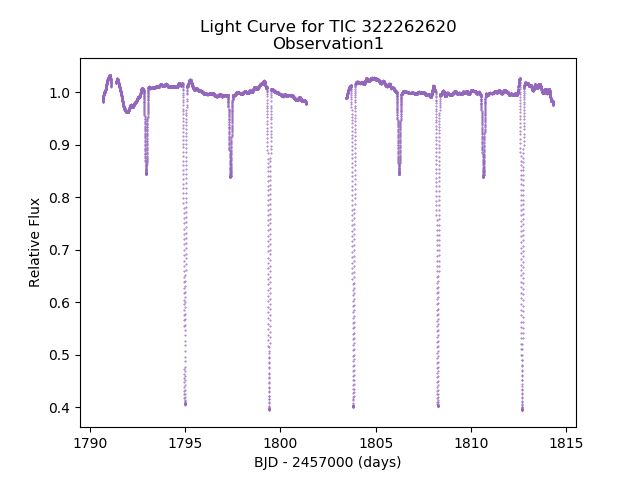 Light Curve for TIC 322262620
Observation1
1.0
0.9
0.8
0.7
0.6
0.5
0.4
Relative Flux
1790 1795 1800 1805 1810 1815
BJD - 2457000 (days)